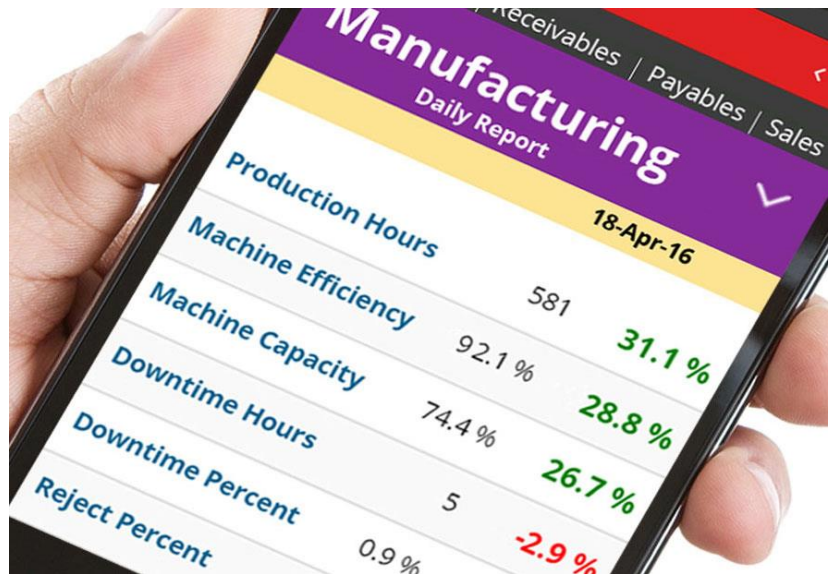 Receivables | Payables | Sales
Manufacturing
Daily Report
18-Apr-16
Production Hours 581 31.1 %
Machine Efficiency 92.1 % 28.8 %
Machine Capacity 74.4 % 26.7 %
Downtime Hours 5 -2.9 %
Downtime Percent 0.9 %
Reject Percent